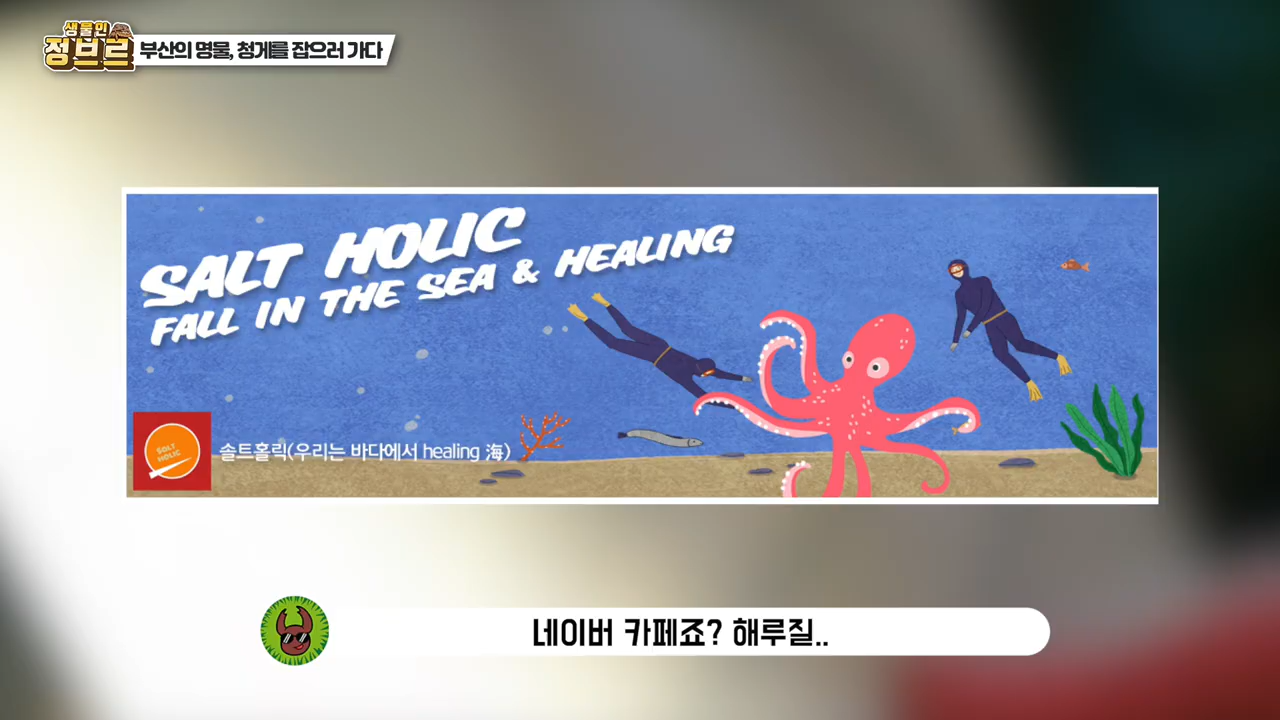 생물인
정브르
부산의 명물, 청게를 잡으러 가다
SALT HOLIC
FALL IN THE SEA & HEALING
SALT
HOLIC
솔트홀릭(우리는 바다에서 healing 海)
네이버 카페죠? 해루질..